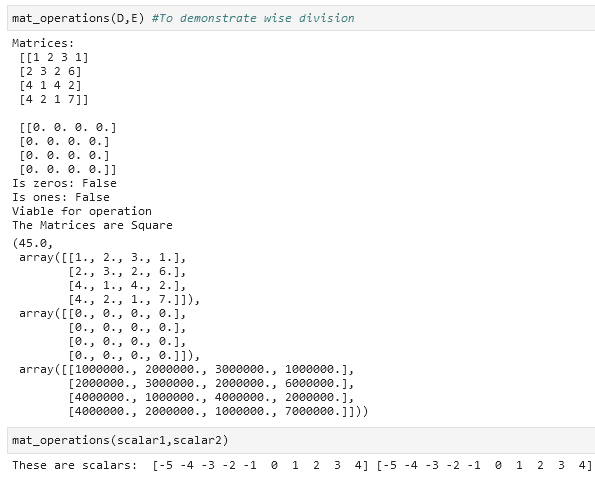 mat_operations(D,E) #To demonstrate wise division
Matrices:
[[1 2 3 1]
[2 3 2 6]
[4 1 4 2]
[4 2 1 7]]
[[0. 0. 0. 0.]
[0. 0. 0. 0.]
[0. 0. 0. 0.]
[0. 0. 0. 0.]]
Is zeros: False
Is ones: False
Viable for operation
The Matrices are Square
(45.0,
array([[1., 2., 3., 1.],
[2., 3., 2., 6.],
[4., 1., 4., 2.],
[4., 2., 1., 7.]]),
array([[0., 0., 0., 0.],
[0., 0., 0., 0.],
[0., 0., 0., 0.],
[0., 0., 0., 0.]]),
array([[1000000., 2000000., 3000000., 1000000.],
[2000000., 3000000., 2000000., 6000000.],
[4000000., 1000000., 4000000., 2000000.],
[4000000., 2000000., 1000000., 7000000.]]))
mat_operations(scalar1,scalar2)
These are scalars: [-5 -4 -3 -2 -1 0 1 2 3 4] [-5 -4 -3 -2 -1 0 1 2 3 4]